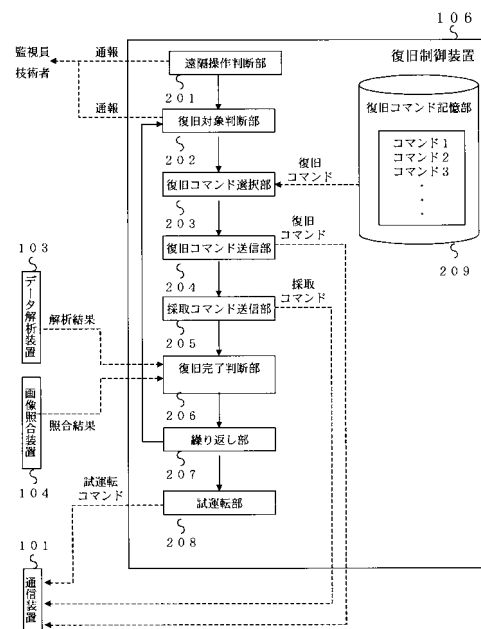 106
監視員
技術者
通報
通報
遠隔操作判断部
201
復旧制御装置
復旧コマンド記憶部
コマンド1
コマンド2
コマンド3
・
・
・
209
復旧対象判断部
202
復旧コマンド選択部
203
復旧
コマンド
復旧コマンド送信部
204
復旧
コマンド
採取コマンド送信部
205
採取
コマンド
103
データ解析装置
解析結果
復旧完了判断部
206
画像照合装置
104
照合結果
繰り返し部
207
試運転
コマンド
試運転部
208
101
通信装置